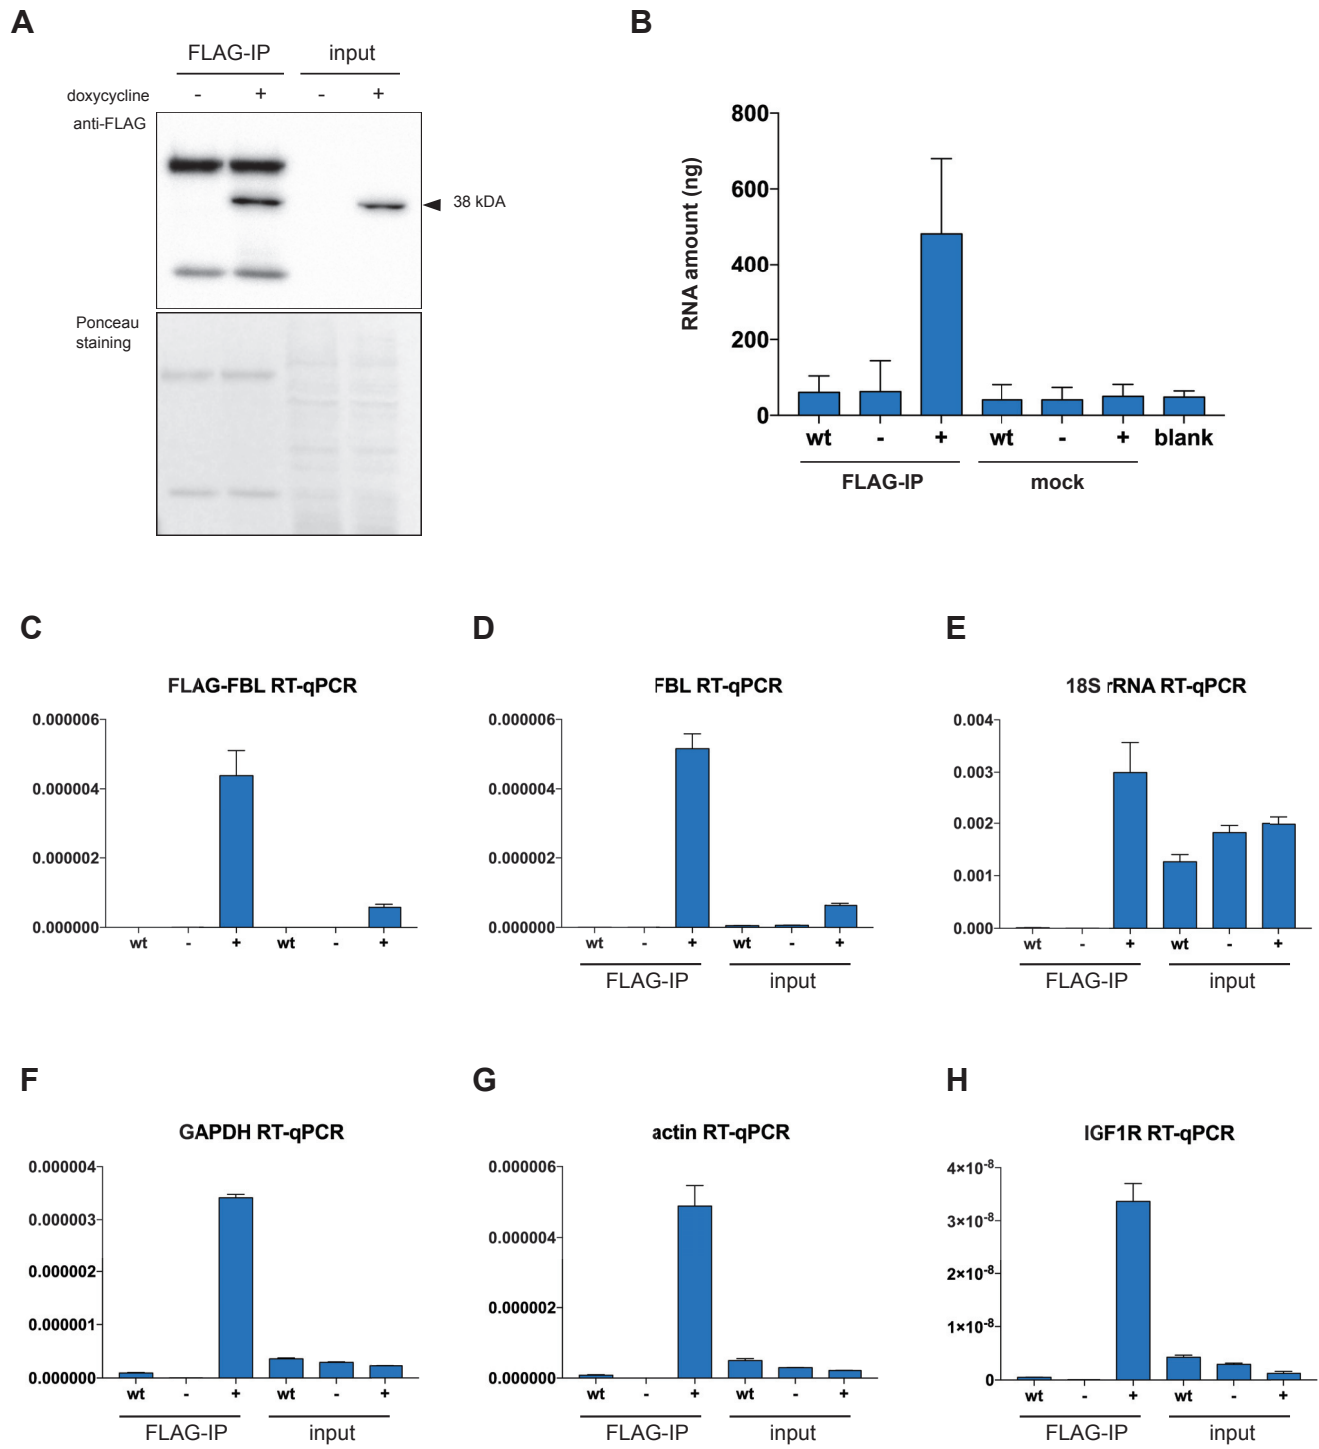 A
FLAG-IP input
doxycycline - + - +
anti-FLAG
38 kDA
Ponceau
staining
B
RNA amount (ng)
800
600
400
200
0
wt - + wt - + blank
FLAG-IP mock
C
FLAG-FBL RT-qPCR
0.000006
0.000004
0.000002
0.000000
wt - + wt - +
D
FBL RT-qPCR
0.000006
0.000004
0.000002
0.000000
wt - + wt - +
FLAG-IP input
E
18S rRNA RT-qPCR
0.004
0.003
0.002
0.001
0.000
wt - + wt - +
FLAG-IP input
F
GAPDH RT-qPCR
0.000004
0.000003
0.000002
0.000001
0.000000
wt - + wt - +
FLAG-IP input
G
actin RT-qPCR
0.000006
0.000004
0.000002
0.000000
wt - + wt - +
FLAG-IP input
H
IGF1R RT-qPCR
4×10⁻⁸
3×10⁻⁸
2×10⁻⁸
1×10⁻⁸
0
wt - + wt - +
FLAG-IP input